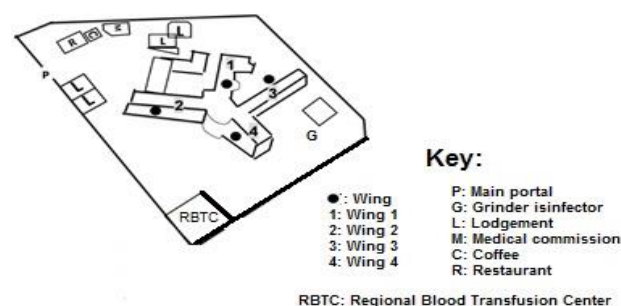 L
R
C
M
L
P
1
3
L
L
2
4
G
RBTC
Key:
●: Wing
1: Wing 1
2: Wing 2
3: Wing 3
4: Wing 4
P: Main portal
G: Grinder isinfector
L: Lodgement
M: Medical commission
C: Coffee
R: Restaurant
RBTC: Regional Blood Transfusion Center